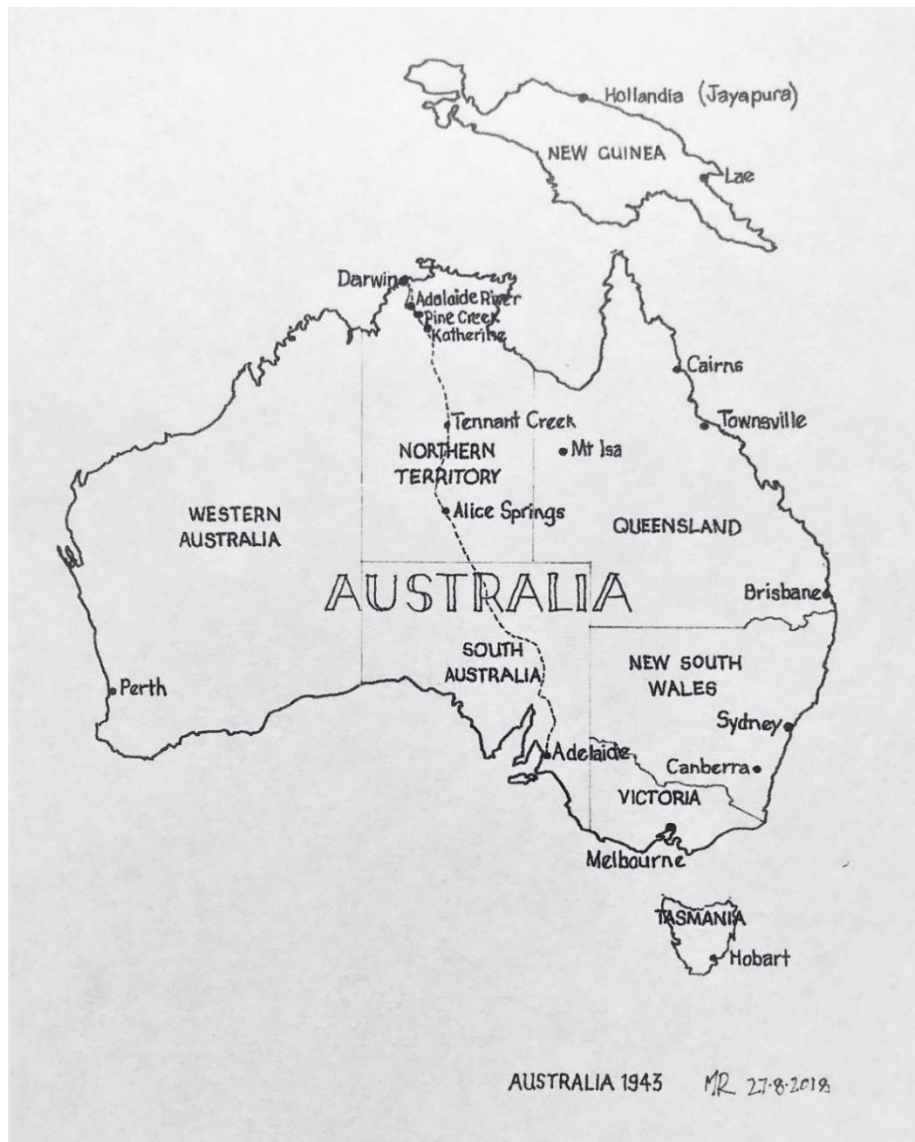 Hollandia (Jayapura)
NEW GUINEA
Lae
Darwin
Adelaide River
Pine Creek
Katherine
Cairns
Tennant Creek
Townsville
NORTHERN
TERRITORY
Mt Isa
Alice Springs
WESTERN
AUSTRALIA
QUEENSLAND
AUSTRALIA
Brisbane
SOUTH
AUSTRALIA
NEW SOUTH
WALES
Perth
Sydney
Adelaide
Canberra
VICTORIA
Melbourne
TASMANIA
Hobart
AUSTRALIA 1943 MR 27-8-2018